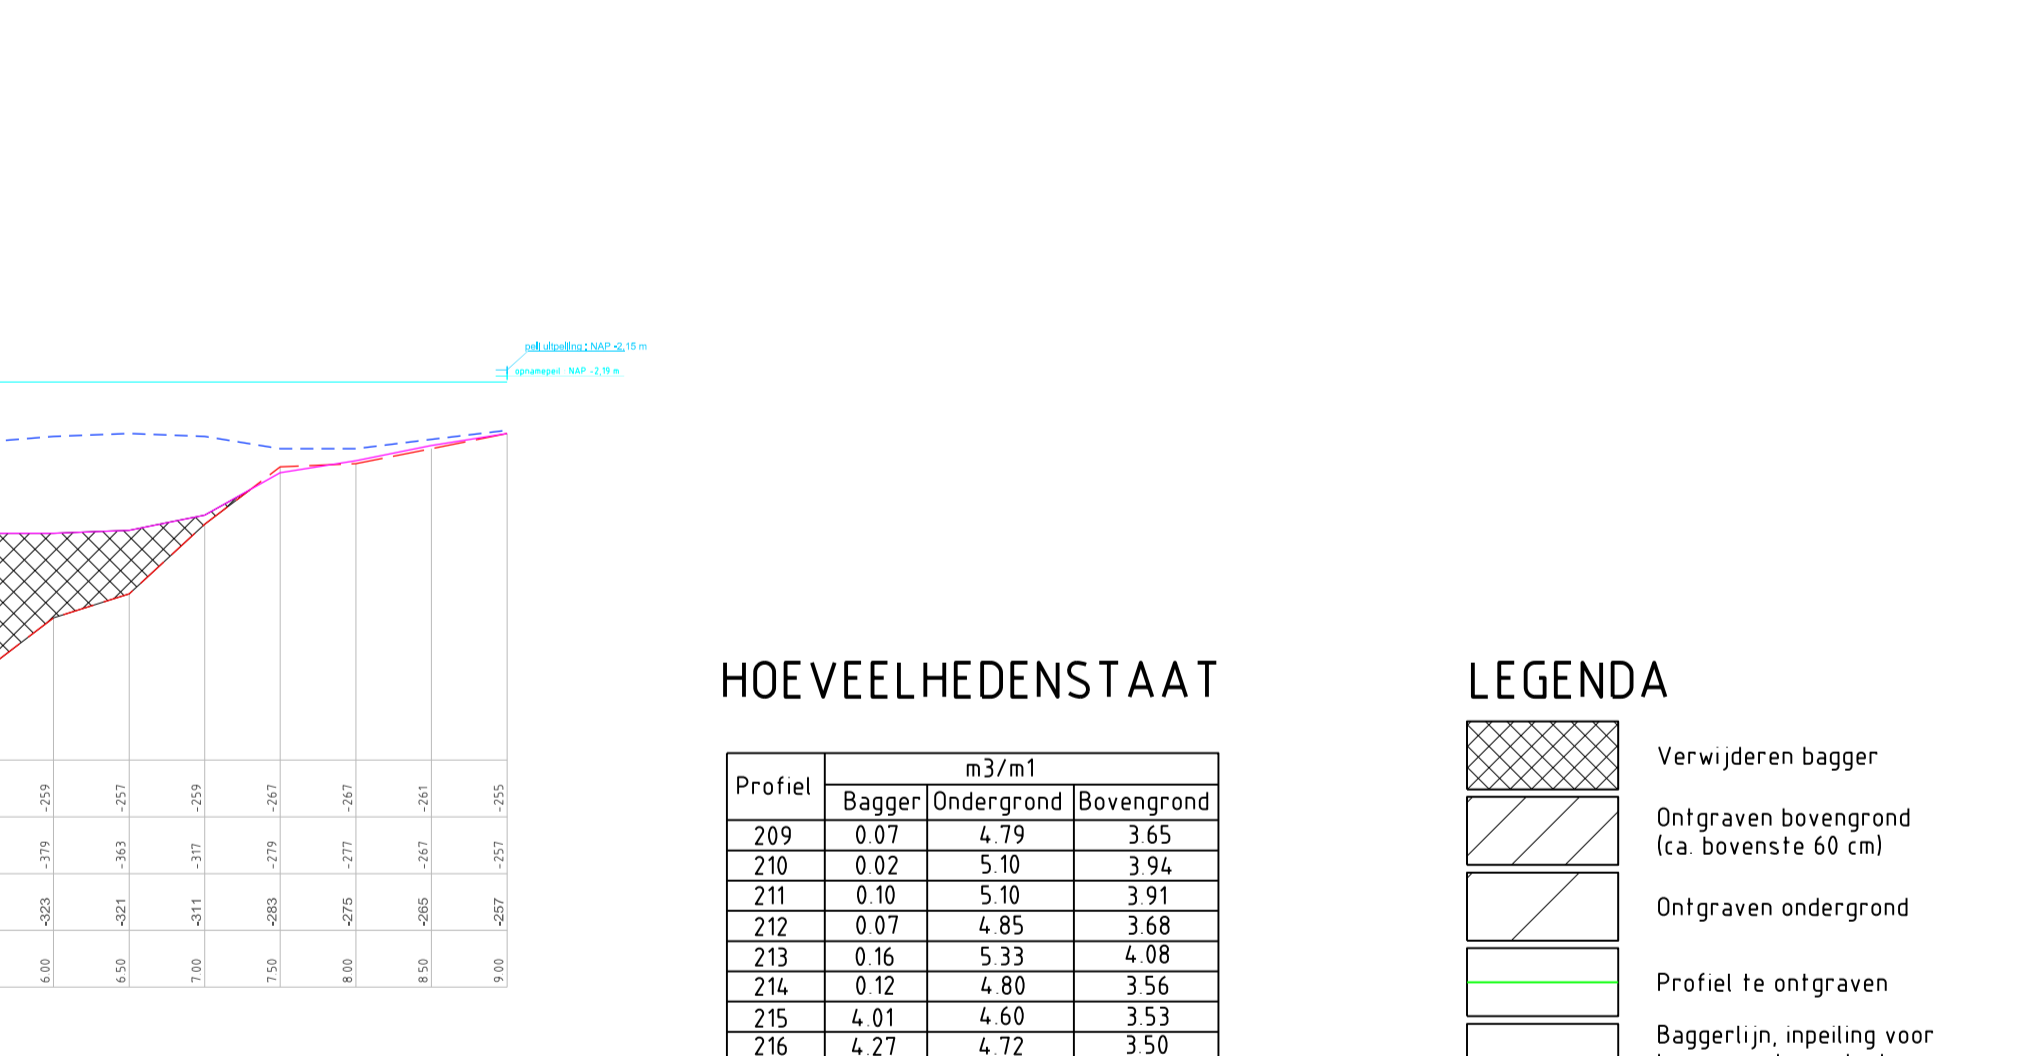 peil uitpeiling : NAP -2,15 m
opnamepeil : NAP -2,19 m
-259 -257 -259 -267 -267 -261 -255
-379 -363 -317 -279 -277 -267 -257
-323 -321 -311 -283 -275 -265 -257
6.00 6.50 7.00 7.50 8.00 8.50 9.00
HOEVEELHEDENSTAAT
Profiel m3/m1
Bagger Ondergrond Bovengrond
209 0.07 4.79 3.65
210 0.02 5.10 3.94
211 0.10 5.10 3.91
212 0.07 4.85 3.68
213 0.16 5.33 4.08
214 0.12 4.80 3.56
215 4.01 4.60 3.53
216 4.27 4.72 3.50
LEGENDA
Verwijderen bagger
Ontgraven bovengrond
(ca. bovenste 60 cm)
Ontgraven ondergrond
Profiel te ontgraven
Baggerlijn, inpeiling voor